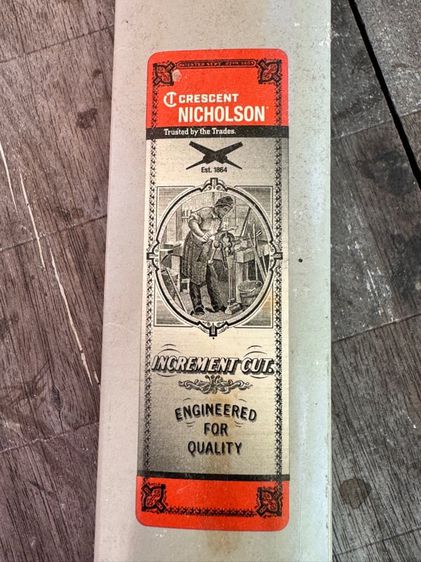 CRESCENT
NICHOLSON
Trusted by the Trades.
Est. 1864
INCREMENT CUT
ENGINEERED
FOR
QUALITY